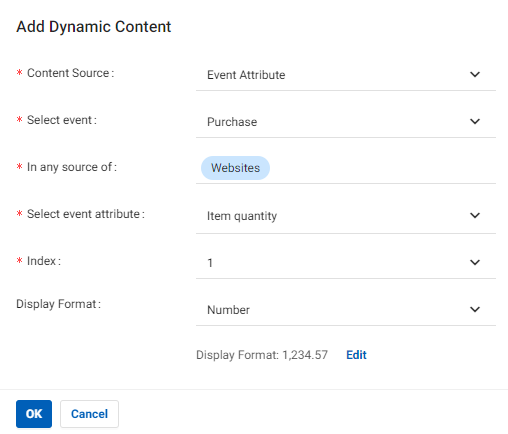 Add Dynamic Content
* Content Source : Event Attribute
* Select event : Purchase
* In any source of : Websites
* Select event attribute : Item quantity
* Index : 1
Display Format : Number
Display Format: 1,234.57 Edit
OK Cancel